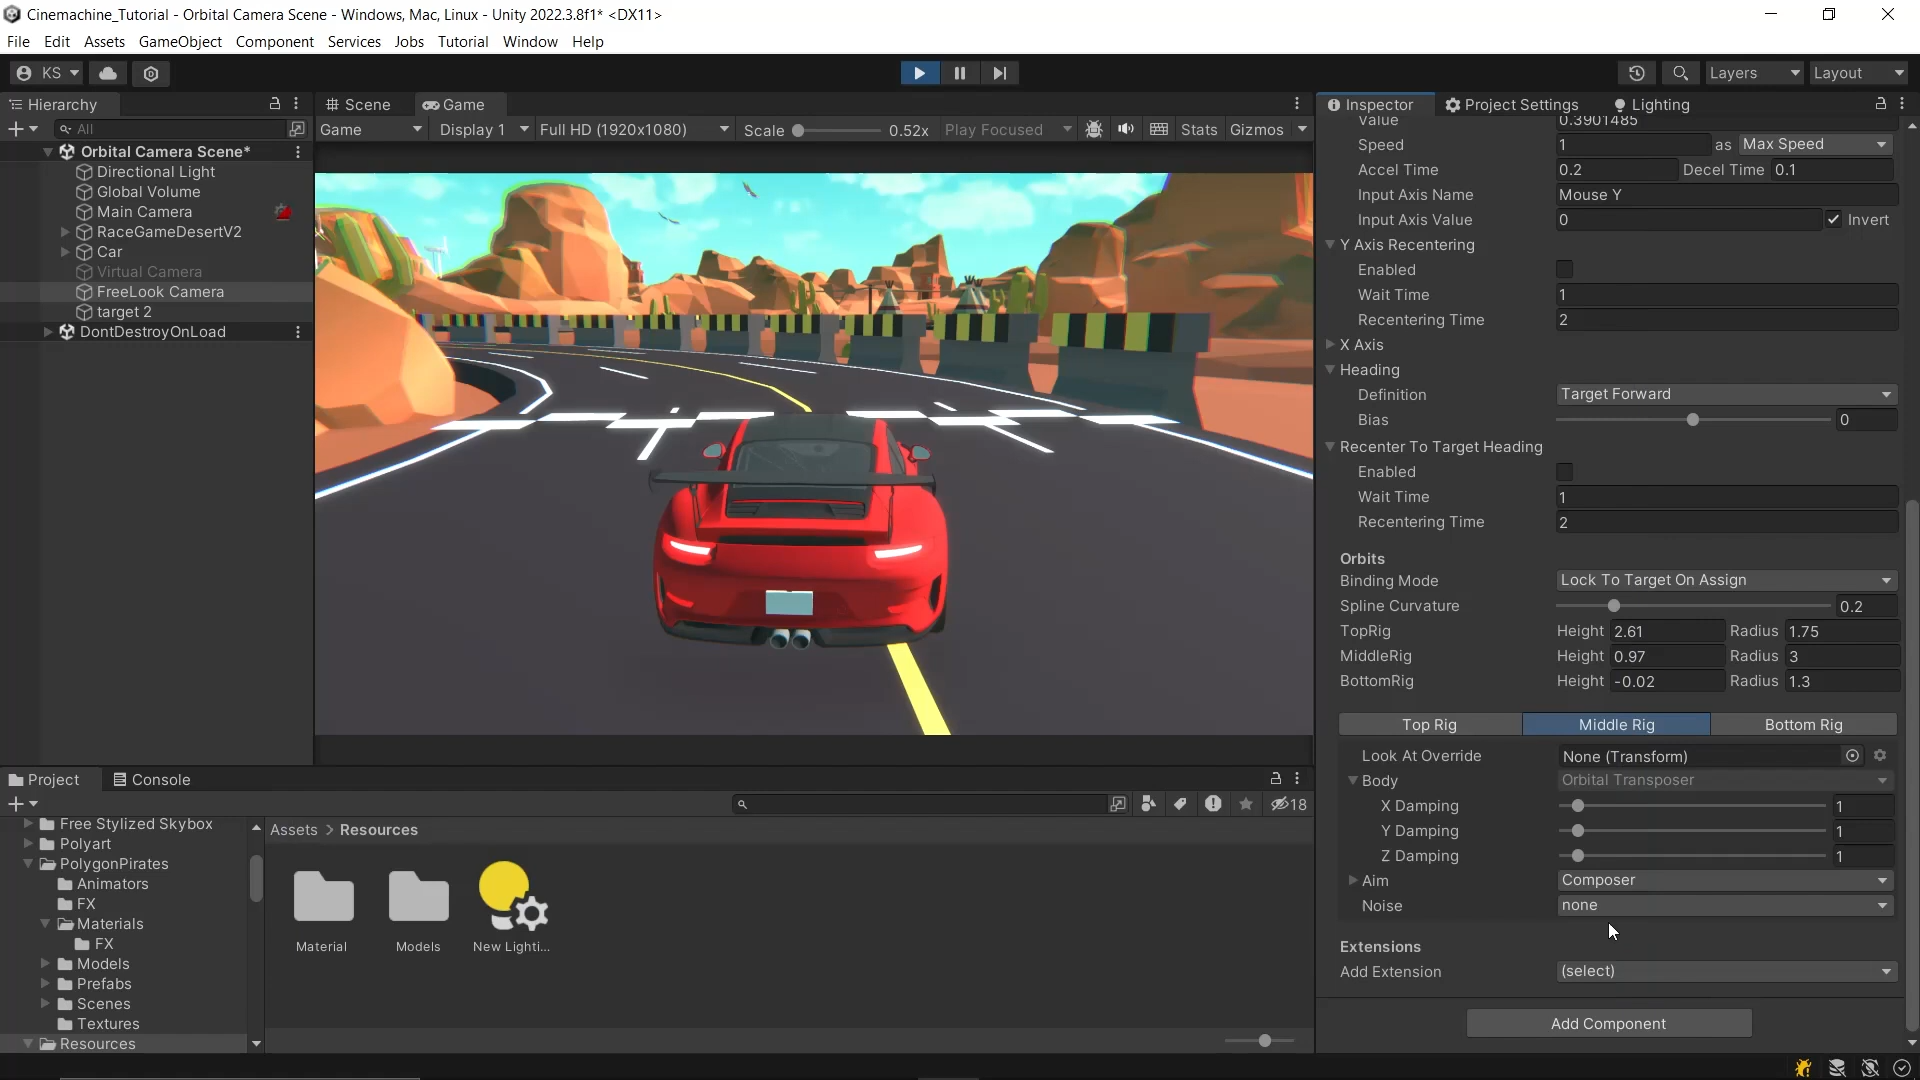 Cinemachine_Tutorial - Orbital Camera Scene - Windows, Mac, Linux - Unity 2022.3.8f1* <DX11>
File Edit Assets GameObject Component Services Jobs Tutorial Window Help
KS
Layers
Layout
Hierarchy
All
Orbital Camera Scene*
Directional Light
Global Volume
Main Camera
RaceGameDesertV2
Car
Virtual Camera
FreeLook Camera
target 2
DontDestroyOnLoad
Scene
Game
Game
Display 1
Full HD (1920x1080)
Scale
0.52x
Play Focused
Stats
Gizmos
Inspector
Project Settings
Lighting
Value 0.3901485
Speed 1 as Max Speed
Accel Time 0.2 Decel Time 0.1
Input Axis Name Mouse Y
Input Axis Value 0 Invert
Y Axis Recentering
Enabled
Wait Time 1
Recentering Time 2
X Axis
Heading
Definition Target Forward
Bias 0
Recenter To Target Heading
Enabled
Wait Time 1
Recentering Time 2
Orbits
Binding Mode Lock To Target On Assign
Spline Curvature 0.2
TopRig Height 2.61 Radius 1.75
MiddleRig Height 0.97 Radius 3
BottomRig Height -0.02 Radius 1.3
Top Rig Middle Rig Bottom Rig
Look At Override None (Transform)
Body Orbital Transposer
X Damping 1
Y Damping 1
Z Damping 1
Aim Composer
Noise none
Extensions
Add Extension (select)
Add Component
Project
Console
18
Free Stylized Skybox
Polyart
PolygonPirates
Animators
FX
Materials
FX
Models
Prefabs
Scenes
Textures
Resources
Assets > Resources
Material
Models
New Lighti...